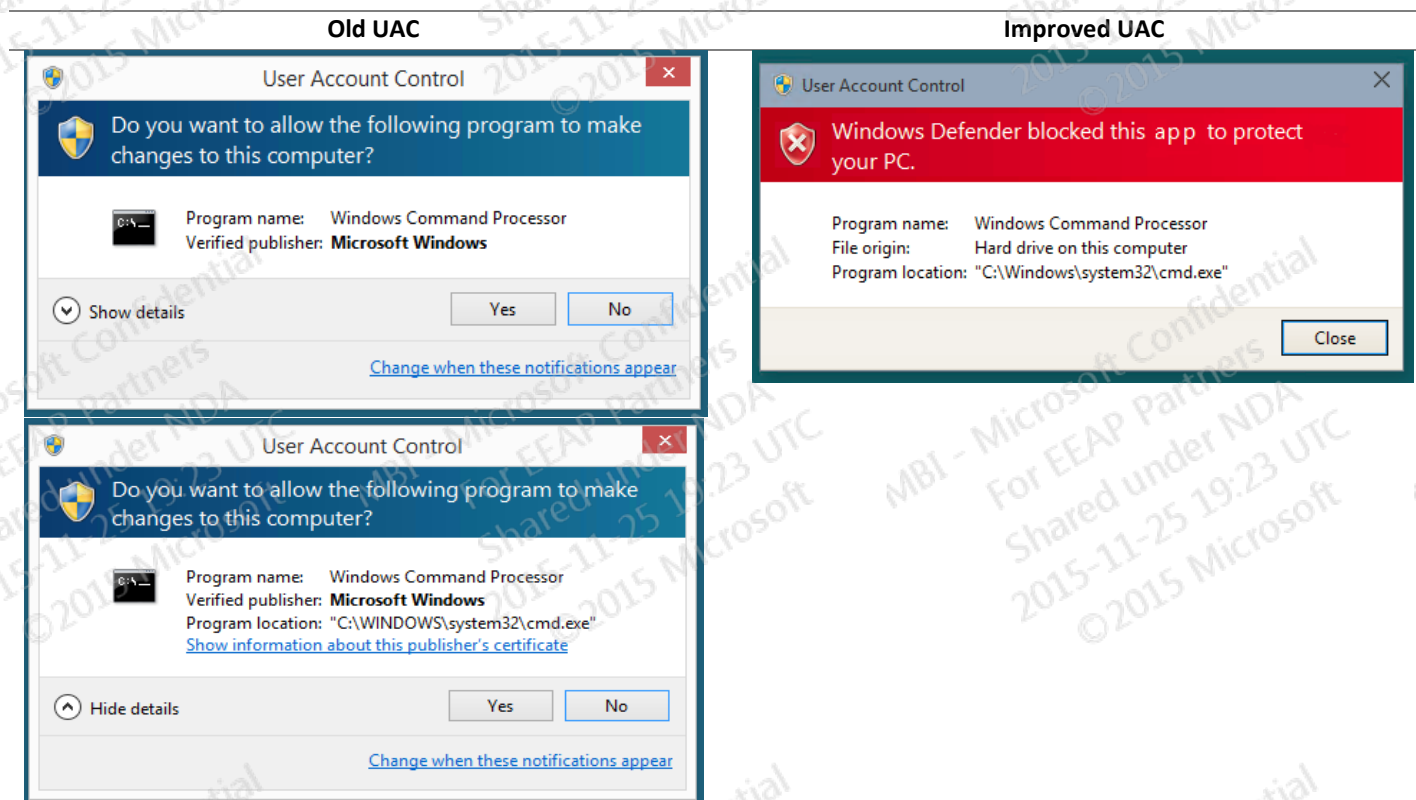 Old UAC
Improved UAC
User Account Control
Do you want to allow the following program to make
changes to this computer?
C:\_
Program name: Windows Command Processor
Verified publisher: Microsoft Windows
Show details
Yes
No
Change when these notifications appear
User Account Control
Windows Defender blocked this app to protect
your PC.
Program name: Windows Command Processor
File origin: Hard drive on this computer
Program location: "C:\Windows\system32\cmd.exe"
Close
User Account Control
Do you want to allow the following program to make
changes to this computer?
C:\_
Program name: Windows Command Processor
Verified publisher: Microsoft Windows
Program location: "C:\WINDOWS\system32\cmd.exe"
Show information about this publisher's certificate
Hide details
Yes
No
Change when these notifications appear
MBI - Microsoft Confidential
For EEAP Partners
Shared under NDA
2015-11-25 19:23 UTC
©2015 Microsoft